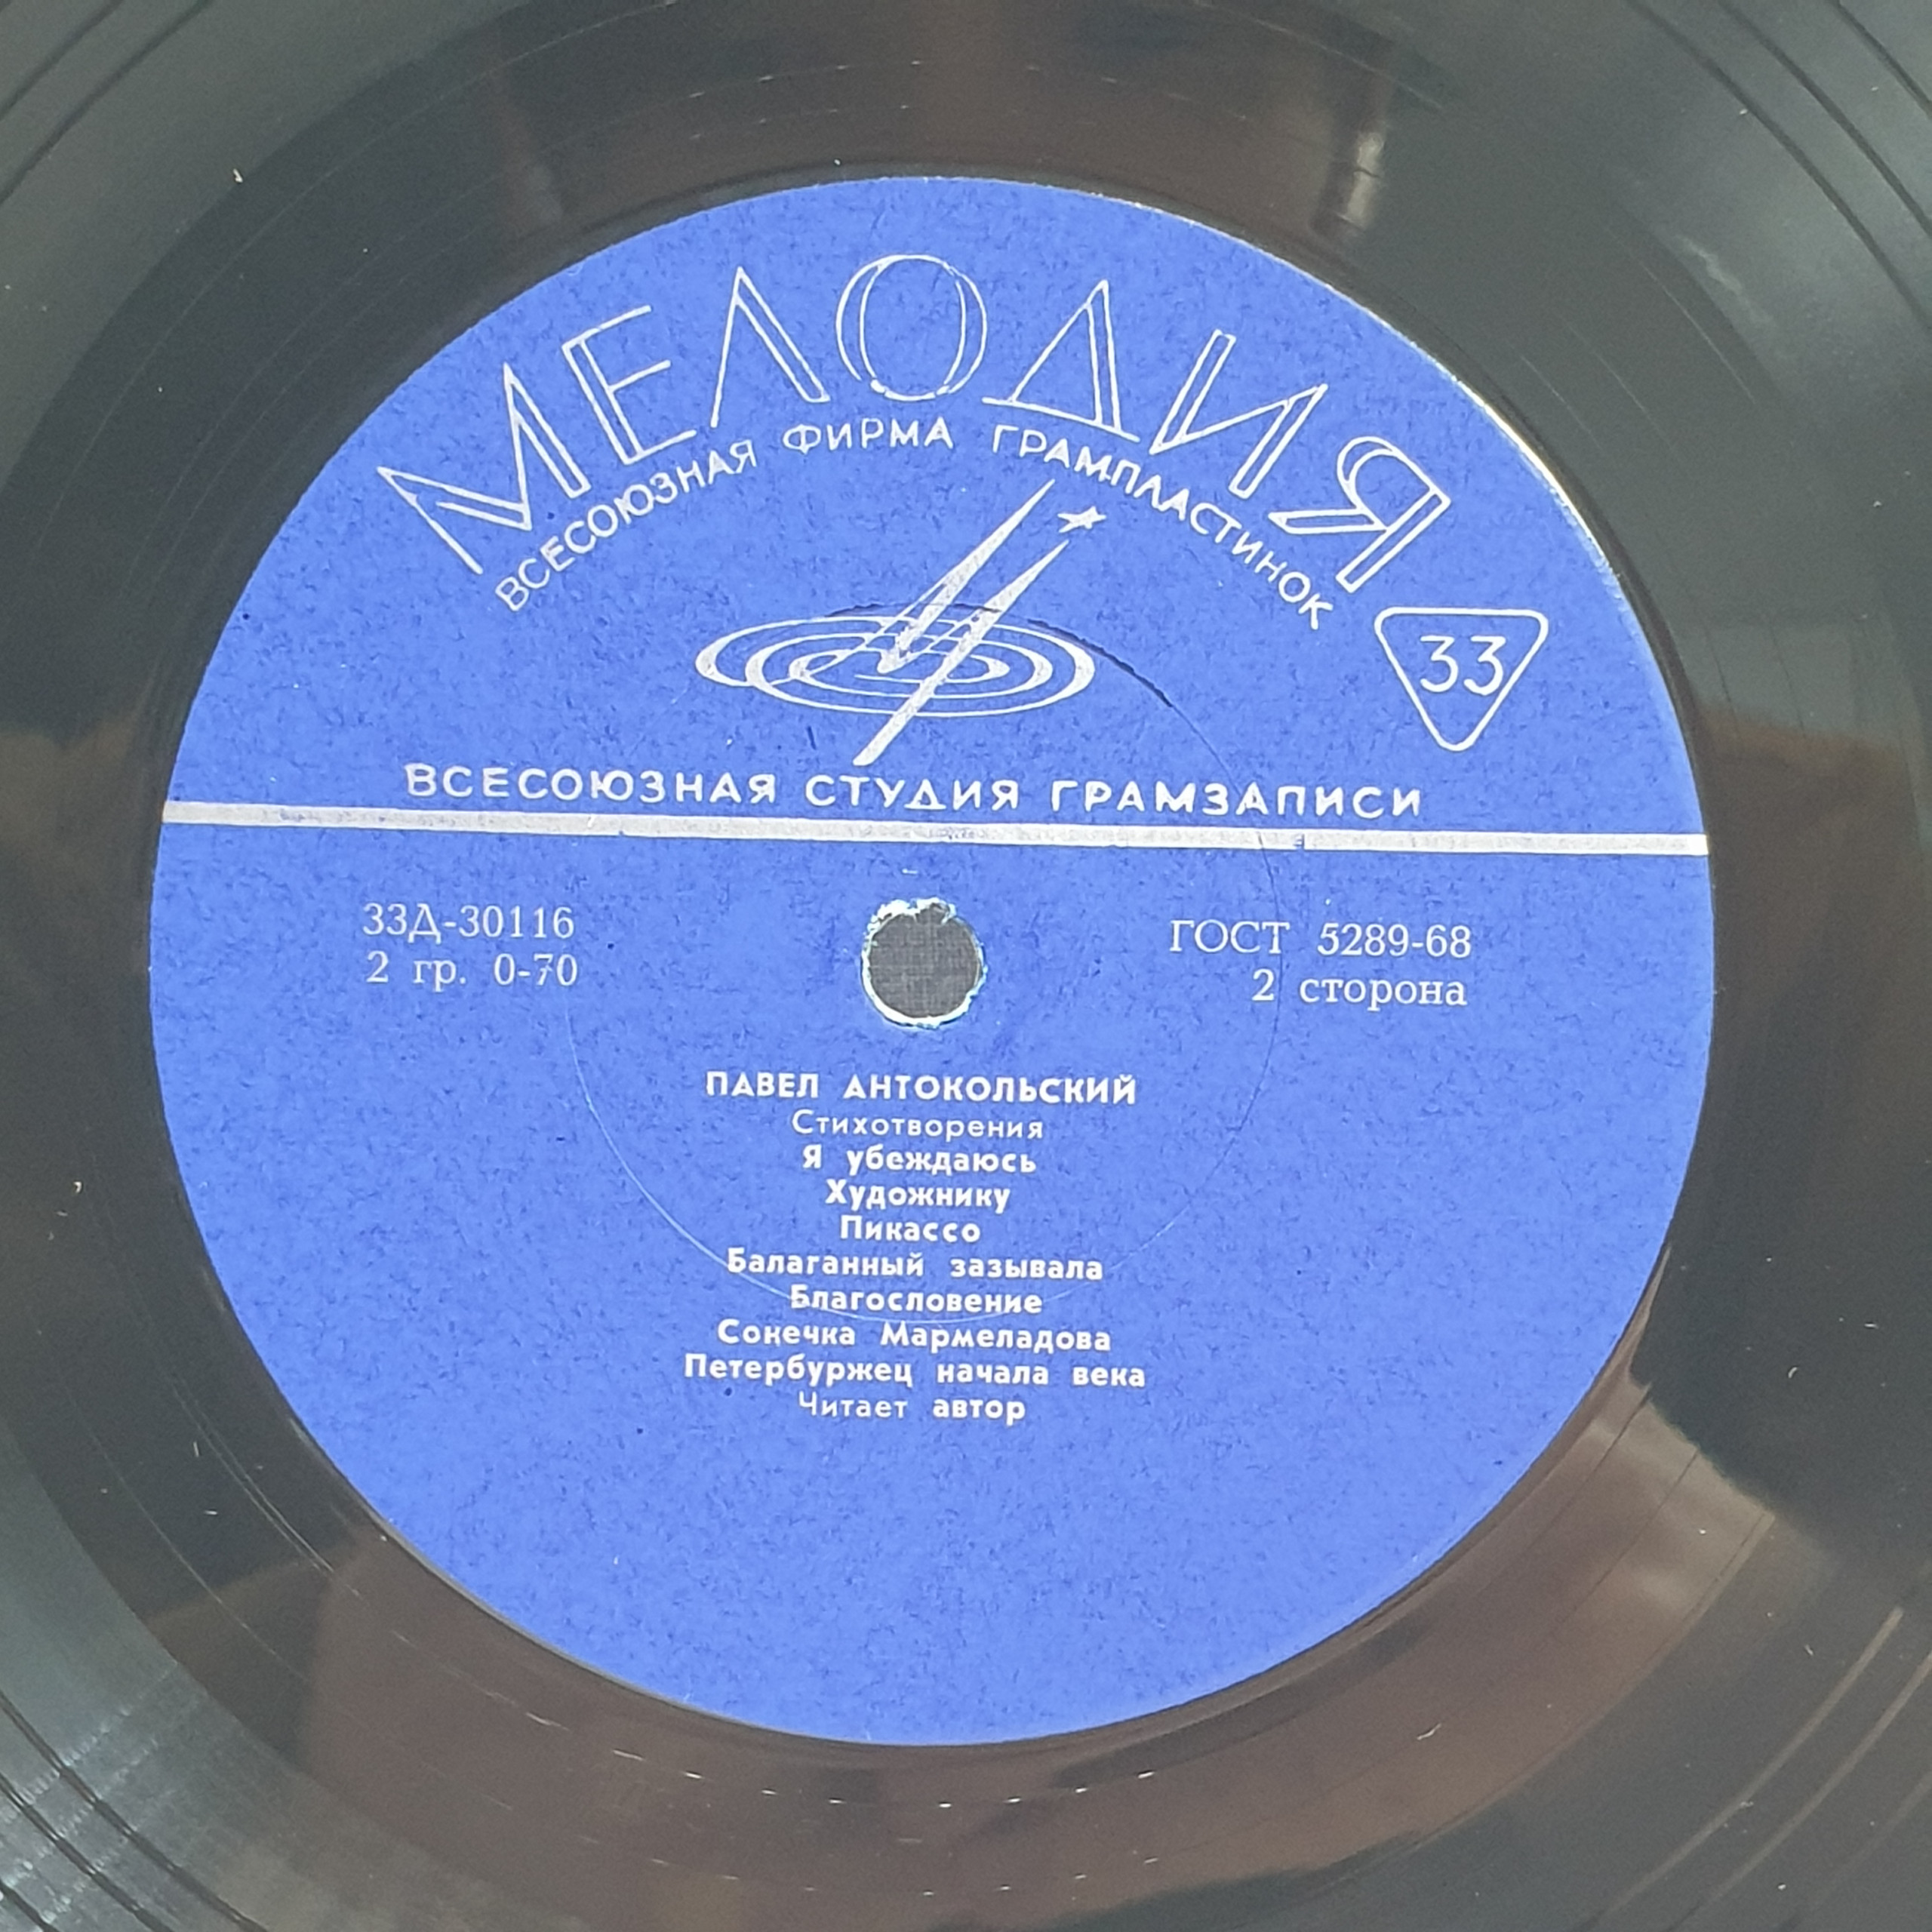 МЕЛОДИЯ
ВСЕСОЮЗНАЯ ФИРМА ГРАМПЛАСТИНОК
33
ВСЕСОЮЗНАЯ СТУДИЯ ГРАМЗАПИСИ
33Д-30116
2 гр. 0-70
ГОСТ 5289-68
2 сторона
ПАВЕЛ АНТОКОЛЬСКИЙ
Стихотворения
Я убеждаюсь
Художнику
Пикассо
Балаганный зазывала
Благословение
Сонечка Мармеладова
Петербуржец начала века
Читает автор